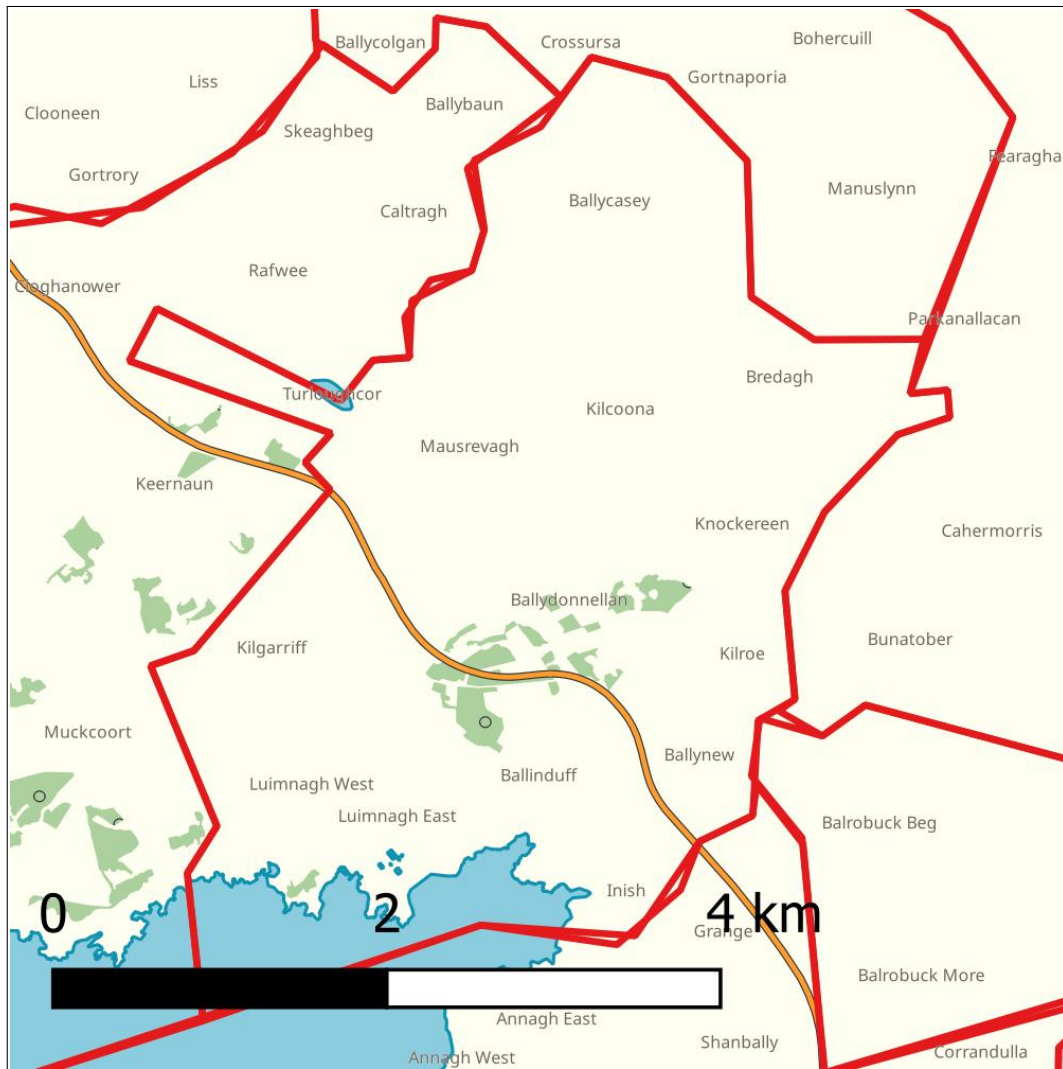 Ballycolgan
Crossursa
Bohercuill
Gortnaporia
Liss
Clooneen
Ballybaun
Skeaghbeg
Fearagha
Gortrory
Manuslynn
Ballycasey
Caltragh
Rafwee
Cloghanower
Parkanallacan
Bredagh
Turloughcor
Kilcoona
Mausrevagh
Keernaun
Knockereen
Cahermorris
Ballydonnellan
Bunatober
Kilgarriff
Kilroe
Muckcoort
Ballynew
Ballinduff
Luimnagh West
Luimnagh East
Balrobuck Beg
Inish
0 2 4 km
Grange
Balrobuck More
Annagh East
Shanbally
Corrandulla
Annagh West